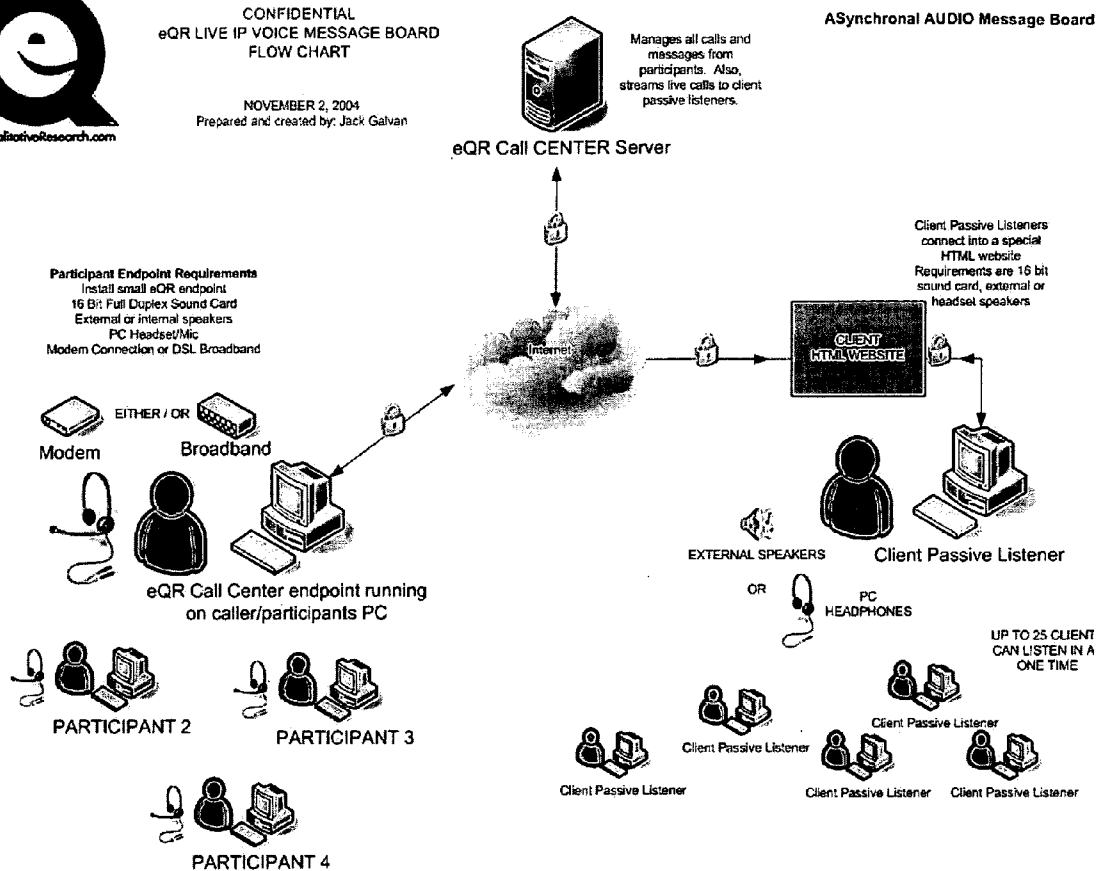 CONFIDENTIAL
eQR LIVE IP VOICE MESSAGE BOARD
FLOW CHART
NOVEMBER 2, 2004
Prepared and created by: Jack Galvan
alitativeResearch.com
ASynchronal AUDIO Message Board
Manages all calls and
messages from
participants. Also,
streams live calls to client
passive listeners.
eQR Call CENTER Server
Client Passive Listeners
connect into a special
HTML website
Requirements are 16 bit
sound card, external or
headset speakers
Participant Endpoint Requirements
Install small eQR endpoint
16 Bit Full Duplex Sound Card
External or internal speakers
PC Headset/Mic
Modem Connection or DSL Broadband
Internet
CLIENT
HTML WEBSITE
EITHER / OR
Modem
Broadband
eQR Call Center endpoint running
on caller/participants PC
Client Passive Listener
EXTERNAL SPEAKERS
OR
PC
HEADPHONES
UP TO 25 CLIENT
CAN LISTEN IN A
ONE TIME
PARTICIPANT 2
PARTICIPANT 3
PARTICIPANT 4
Client Passive Listener
Client Passive Listener
Client Passive Listener
Client Passive Listener
Client Passive Listener